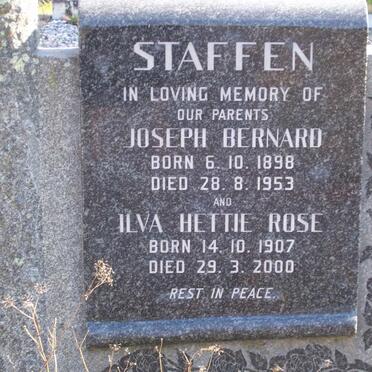 STAFFEN
IN LOVING MEMORY OF
OUR PARENTS
JOSEPH BERNARD
BORN 6. 10. 1898
DIED 28. 8. 1953
AND
ILVA HETTIE ROSE
BORN 14. 10. 1907
DIED 29. 3. 2000
REST IN PEACE.